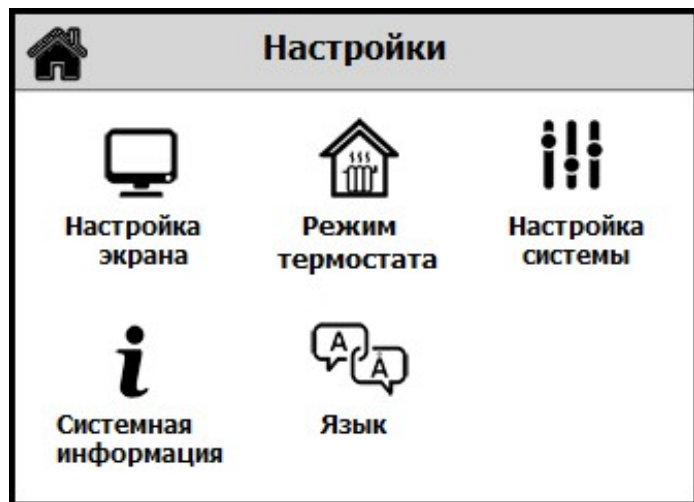 Настройки
Настройка
экрана
Режим
термостата
Настройка
системы
Системная
информация
Язык